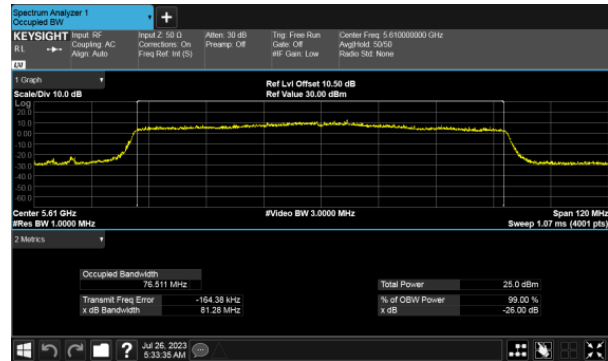 Spectrum Analyzer 1
Occupied BW
+
KEYSIGHT Input: RF Input Z: 50 Ω Atten: 30 dB Trig: Free Run Center Freq: 5.610000000 GHz
RL Coupling: AC Corrections: On Preamp: Off Gate: Off Avg|Hold: 50/50
Align: Auto Freq Ref: Int (S) #IF Gain: Low Radio Std: None
1 Graph
Ref Lvl Offset 10.50 dB
Scale/Div 10.0 dB Ref Value 30.00 dBm
Log
20.0
10.0
0.00
-10.0
-20.0
-30.0
-40.0
-50.0
-60.0
Center 5.61 GHz #Video BW 3.0000 MHz Span 120 MHz
#Res BW 1.0000 MHz Sweep 1.07 ms (4001 pts)
2 Metrics
Occupied Bandwidth
76.511 MHz Total Power 25.0 dBm
Transmit Freq Error -164.38 kHz % of OBW Power 99.00 %
x dB Bandwidth 81.28 MHz x dB -26.00 dB
? Jul 26, 2023
5:33:35 AM